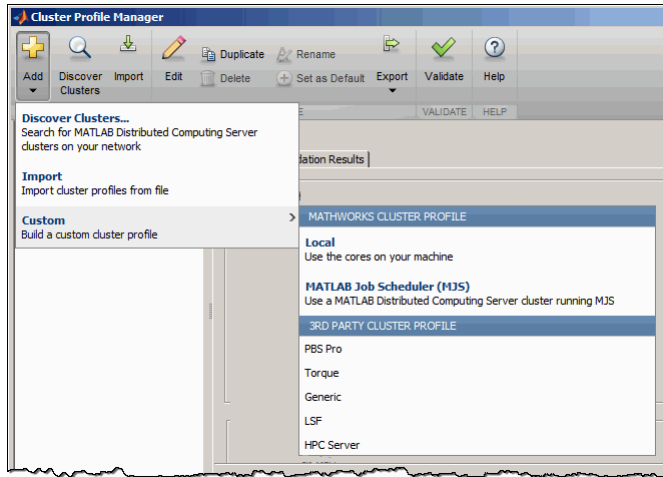 Cluster Profile Manager
Add
Discover Clusters
Import
Edit
Duplicate
Delete
Rename
Set as Default
Export
Validate
Help
E
VALIDATE
HELP
Discover Clusters...
Search for MATLAB Distributed Computing Server
clusters on your network
Import
Import cluster profiles from file
Custom
Build a custom cluster profile
dation Results
MATHWORKS CLUSTER PROFILE
Local
Use the cores on your machine
MATLAB Job Scheduler (MJS)
Use a MATLAB Distributed Computing Server cluster running MJS
3RD PARTY CLUSTER PROFILE
PBS Pro
Torque
Generic
LSF
HPC Server